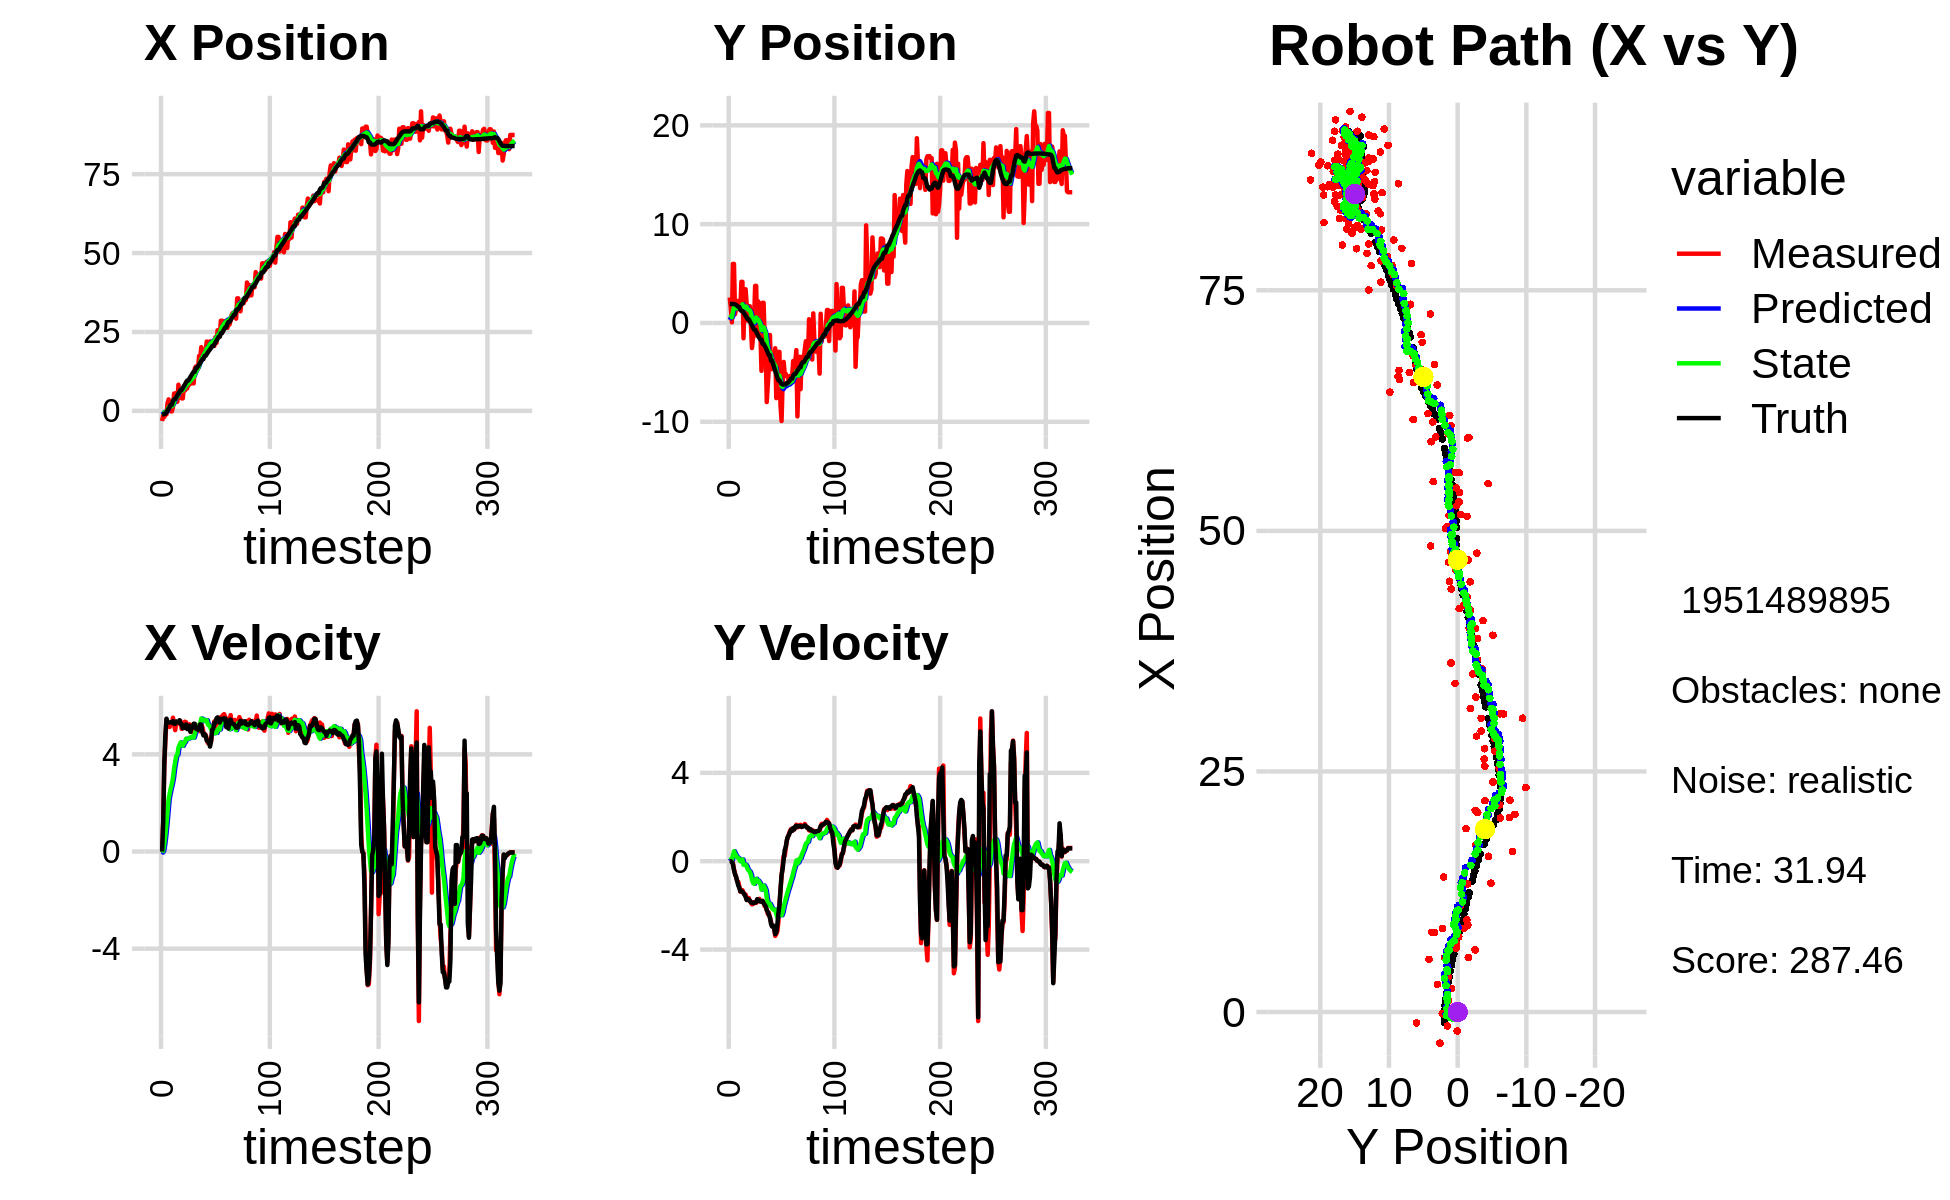 X Position
75
50
25
0
0
100
200
300
timestep
Y Position
20
10
0
-10
0
100
200
300
timestep
X Velocity
4
0
-4
0
100
200
300
timestep
Y Velocity
4
0
-4
0
100
200
300
timestep
Robot Path (X vs Y)
X Position
75
50
25
0
20 10 0 -10 -20
Y Position
variable
Measured
Predicted
State
Truth
1951489895
Obstacles: none
Noise: realistic
Time: 31.94
Score: 287.46